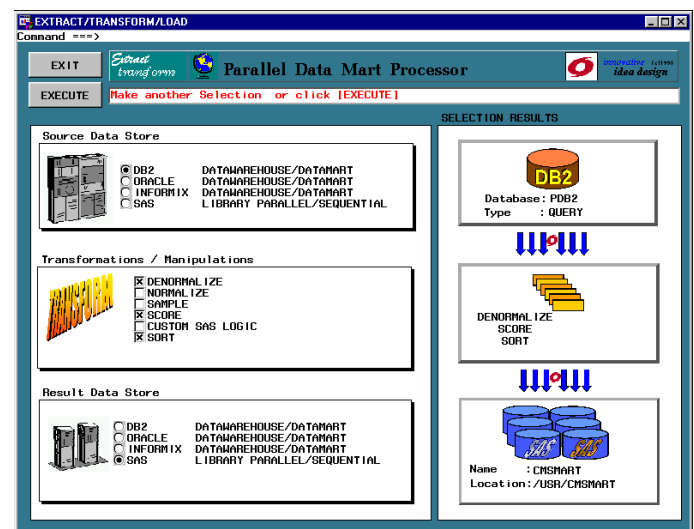 EXTRACT/TRANSFORM/LOAD
Command ===>
EXIT
Extract
transform
Parallel Data Mart Processor
innovative
idea design
EXECUTE
Make another Selection or click [EXECUTE]
SELECTION RESULTS
Source Data Store
DB2 DATAWAREHOUSE/DATAMART
ORACLE DATAWAREHOUSE/DATAMART
INFORMIX DATAWAREHOUSE/DATAMART
SAS LIBRARY PARALLEL/SEQUENTIAL
DB2
Database: PDB2
Type : QUERY
Transformations / Manipulations
TRANSFORM
DENORMALIZE
NORMALIZE
SAMPLE
SCORE
CUSTOM SAS LOGIC
SORT
DENORMALIZE
SCORE
SORT
Result Data Store
DB2 DATAWAREHOUSE/DATAMART
ORACLE DATAWAREHOUSE/DATAMART
INFORMIX DATAWAREHOUSE/DATAMART
SAS LIBRARY PARALLEL/SEQUENTIAL
SAS SAS
Name :CMSMART
Location:/USR/CMSMART